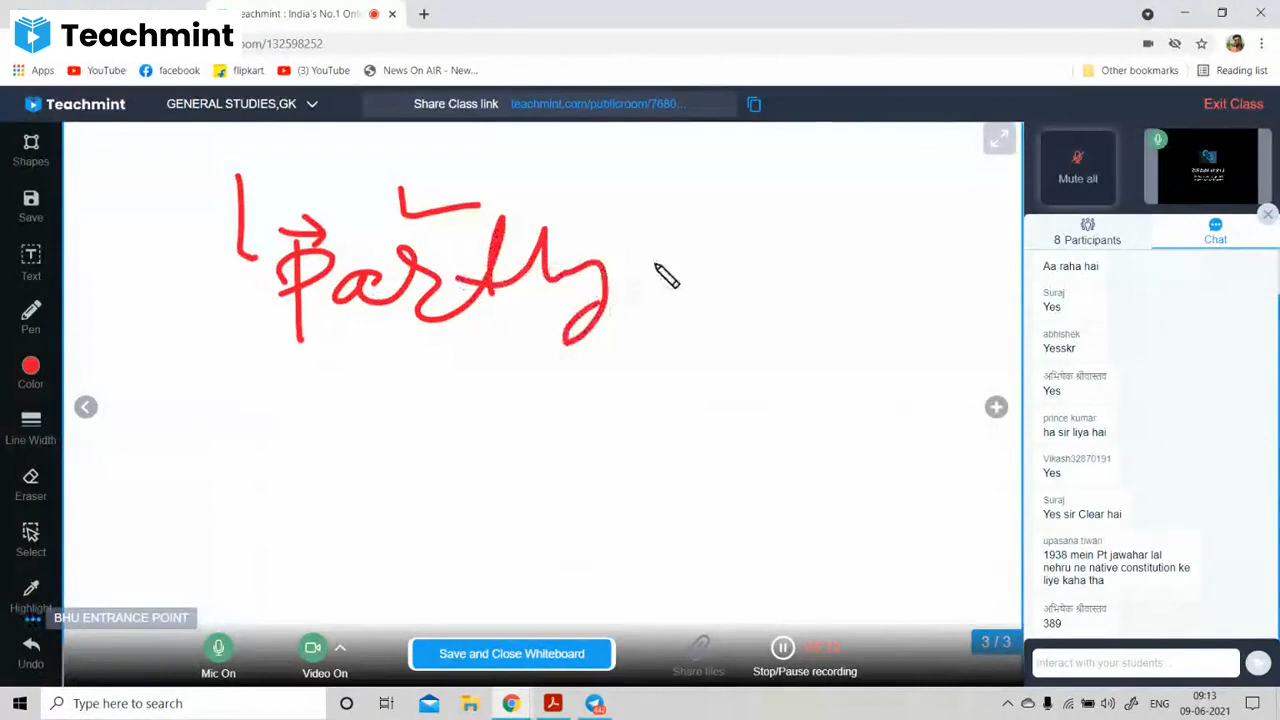 Teachmint
Teachmint : India's No.1 Onl
om/132598252
Apps YouTube facebook flipkart (3) YouTube News On AIR - New... Other bookmarks Reading list
Teachmint GENERAL STUDIES,GK Share Class link teachmint.com/publicroom/7680... Exit Class
Shapes
Save
Text
Pen
Color
Line Width
Eraser
Select
Highlight
Undo
Partly
BHU ENTRANCE POINT
Mic On
Video On
Save and Close Whiteboard
Share files
Stop/Pause recording
3 / 3
Mute all
8 Participants
Chat
Aa raha hai
Suraj
Yes
abhishek
Yesskr
अभिषेक श्रीवास्तव
Yes
prince kumar
ha sir liya hai
Vikash32870191
Yes
Suraj
Yes sir Clear hai
upasana tiwari
1938 mein Pt jawahar lal
nehru ne native constitution ke
liye kaha tha
अभिषेक श्रीवास्तव
389
Interact with your students...
Type here to search
442
ENG
09:13
09-06-2021